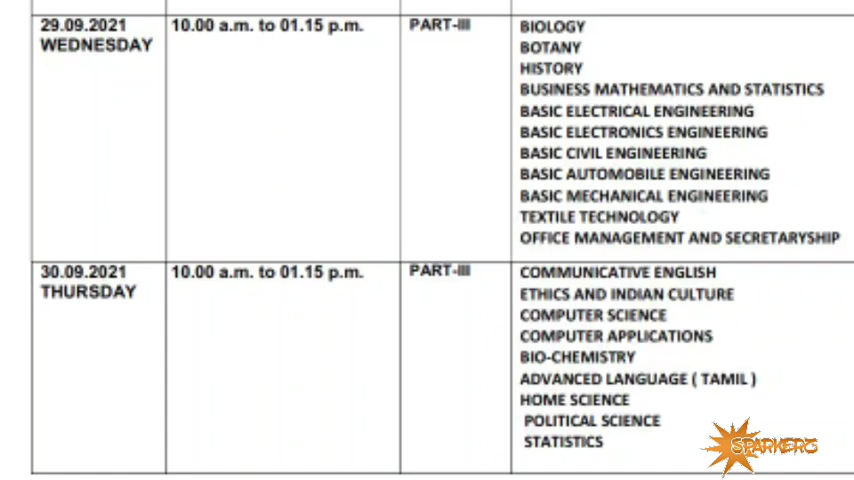 29.09.2021 10.00 a.m. to 01.15 p.m. PART-III BIOLOGY
WEDNESDAY BOTANY
HISTORY
BUSINESS MATHEMATICS AND STATISTICS
BASIC ELECTRICAL ENGINEERING
BASIC ELECTRONICS ENGINEERING
BASIC CIVIL ENGINEERING
BASIC AUTOMOBILE ENGINEERING
BASIC MECHANICAL ENGINEERING
TEXTILE TECHNOLOGY
OFFICE MANAGEMENT AND SECRETARYSHIP
30.09.2021 10.00 a.m. to 01.15 p.m. PART-III COMMUNICATIVE ENGLISH
THURSDAY ETHICS AND INDIAN CULTURE
COMPUTER SCIENCE
COMPUTER APPLICATIONS
BIO-CHEMISTRY
ADVANCED LANGUAGE ( TAMIL )
HOME SCIENCE
POLITICAL SCIENCE
STATISTICS